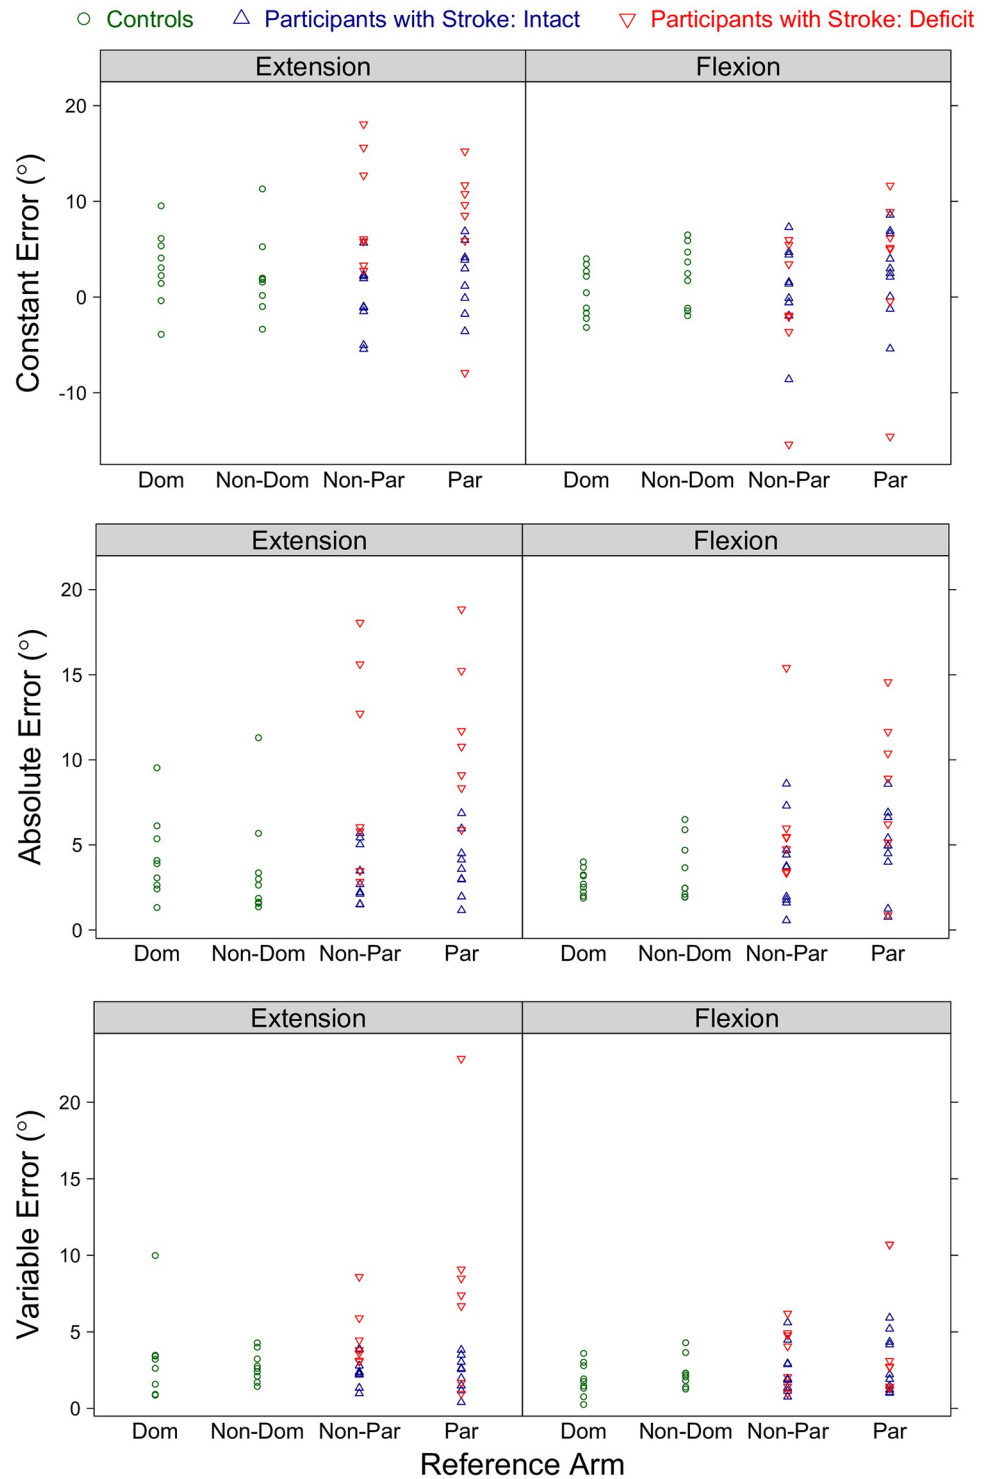 Controls Participants with Stroke: Intact Participants with Stroke: Deficit
Extension Flexion
20
10
0
-10
Constant Error (°)
Dom Non-Dom Non-Par Par Dom Non-Dom Non-Par Par
Extension Flexion
20
15
10
5
0
Absolute Error (°)
Dom Non-Dom Non-Par Par Dom Non-Dom Non-Par Par
Extension Flexion
20
15
10
5
0
Variable Error (°)
Dom Non-Dom Non-Par Par Dom Non-Dom Non-Par Par
Reference Arm